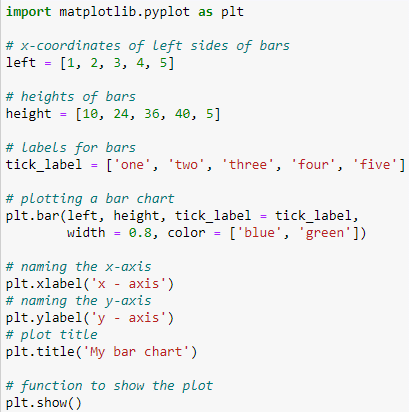 import matplotlib.pyplot as plt
# x-coordinates of left sides of bars
left = [1, 2, 3, 4, 5]
# heights of bars
height = [10, 24, 36, 40, 5]
# labels for bars
tick_label = ['one', 'two', 'three', 'four', 'five']
# plotting a bar chart
plt.bar(left, height, tick_label = tick_label,
        width = 0.8, color = ['blue', 'green'])
# naming the x-axis
plt.xlabel('x - axis')
# naming the y-axis
plt.ylabel('y - axis')
# plot title
plt.title('My bar chart')
# function to show the plot
plt.show()